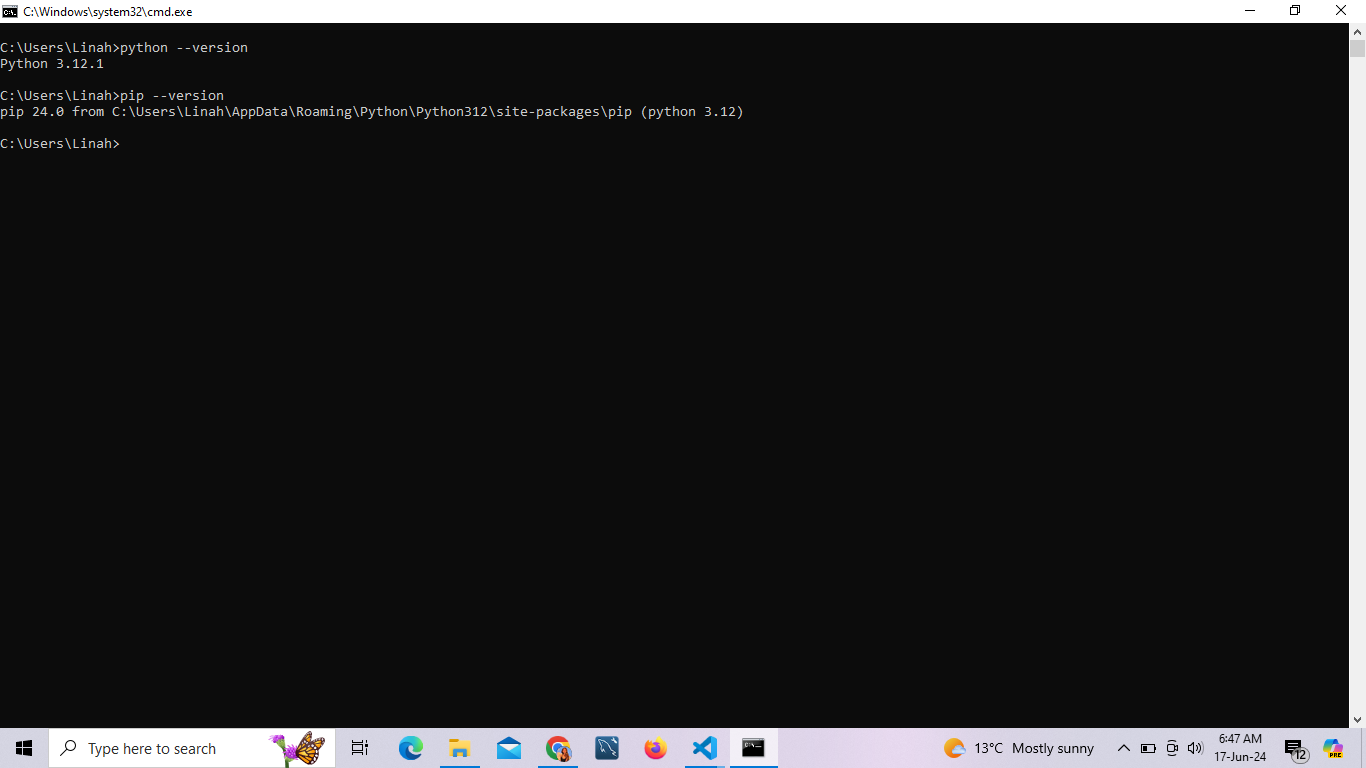 C:\Windows\system32\cmd.exe
C:\Users\Linah>python --version
Python 3.12.1
C:\Users\Linah>pip --version
pip 24.0 from C:\Users\Linah\AppData\Roaming\Python\Python312\site-packages\pip (python 3.12)
C:\Users\Linah>
Type here to search
13°C Mostly sunny
6:47 AM
17-Jun-24
12
PRE